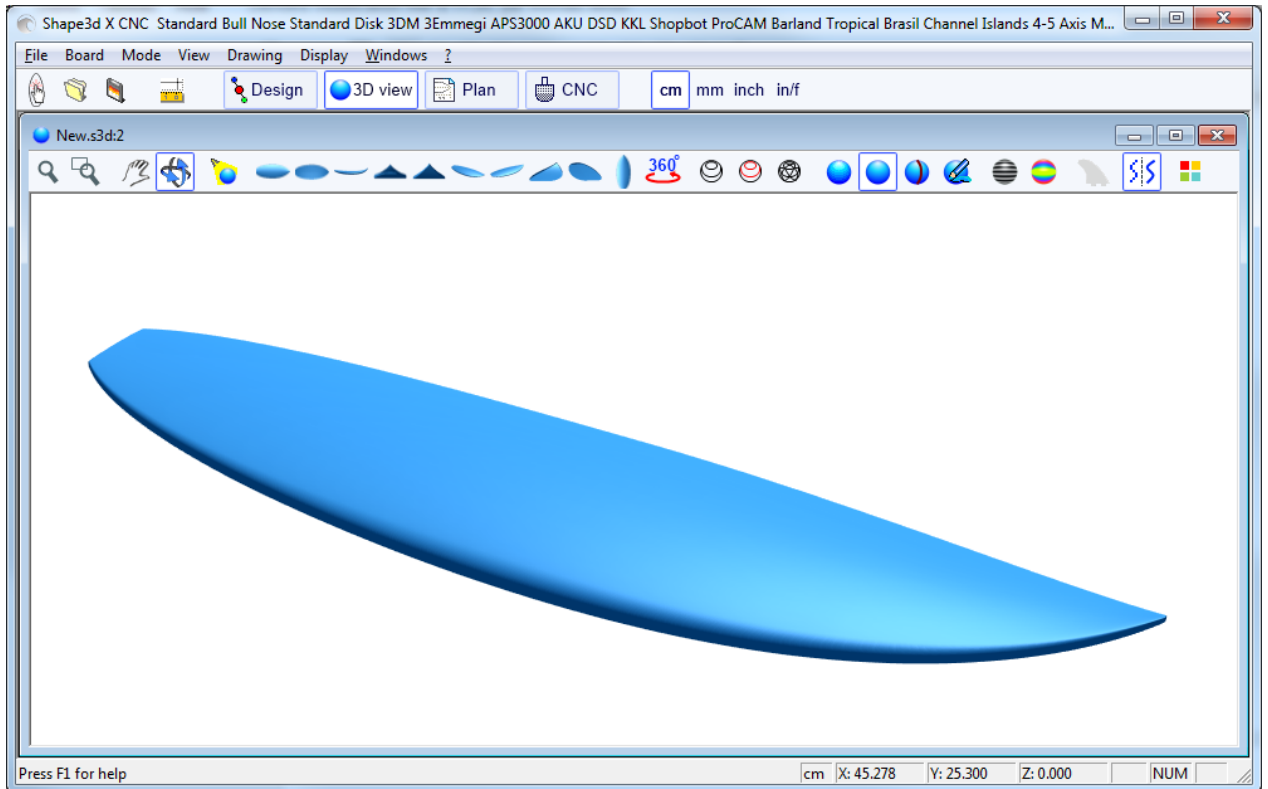 Shape3d X CNC  Standard Bull Nose Standard Disk 3DM 3Emmegi APS3000 AKU DSD KKL Shopbot ProCAM Barland Tropical Brasil Channel Islands 4-5 Axis M...
File Board Mode View Drawing Display Windows ?
Design 3D view Plan CNC cm mm inch in/f
New.s3d:2
360°
Press F1 for help cm X: 45.278 Y: 25.300 Z: 0.000 NUM